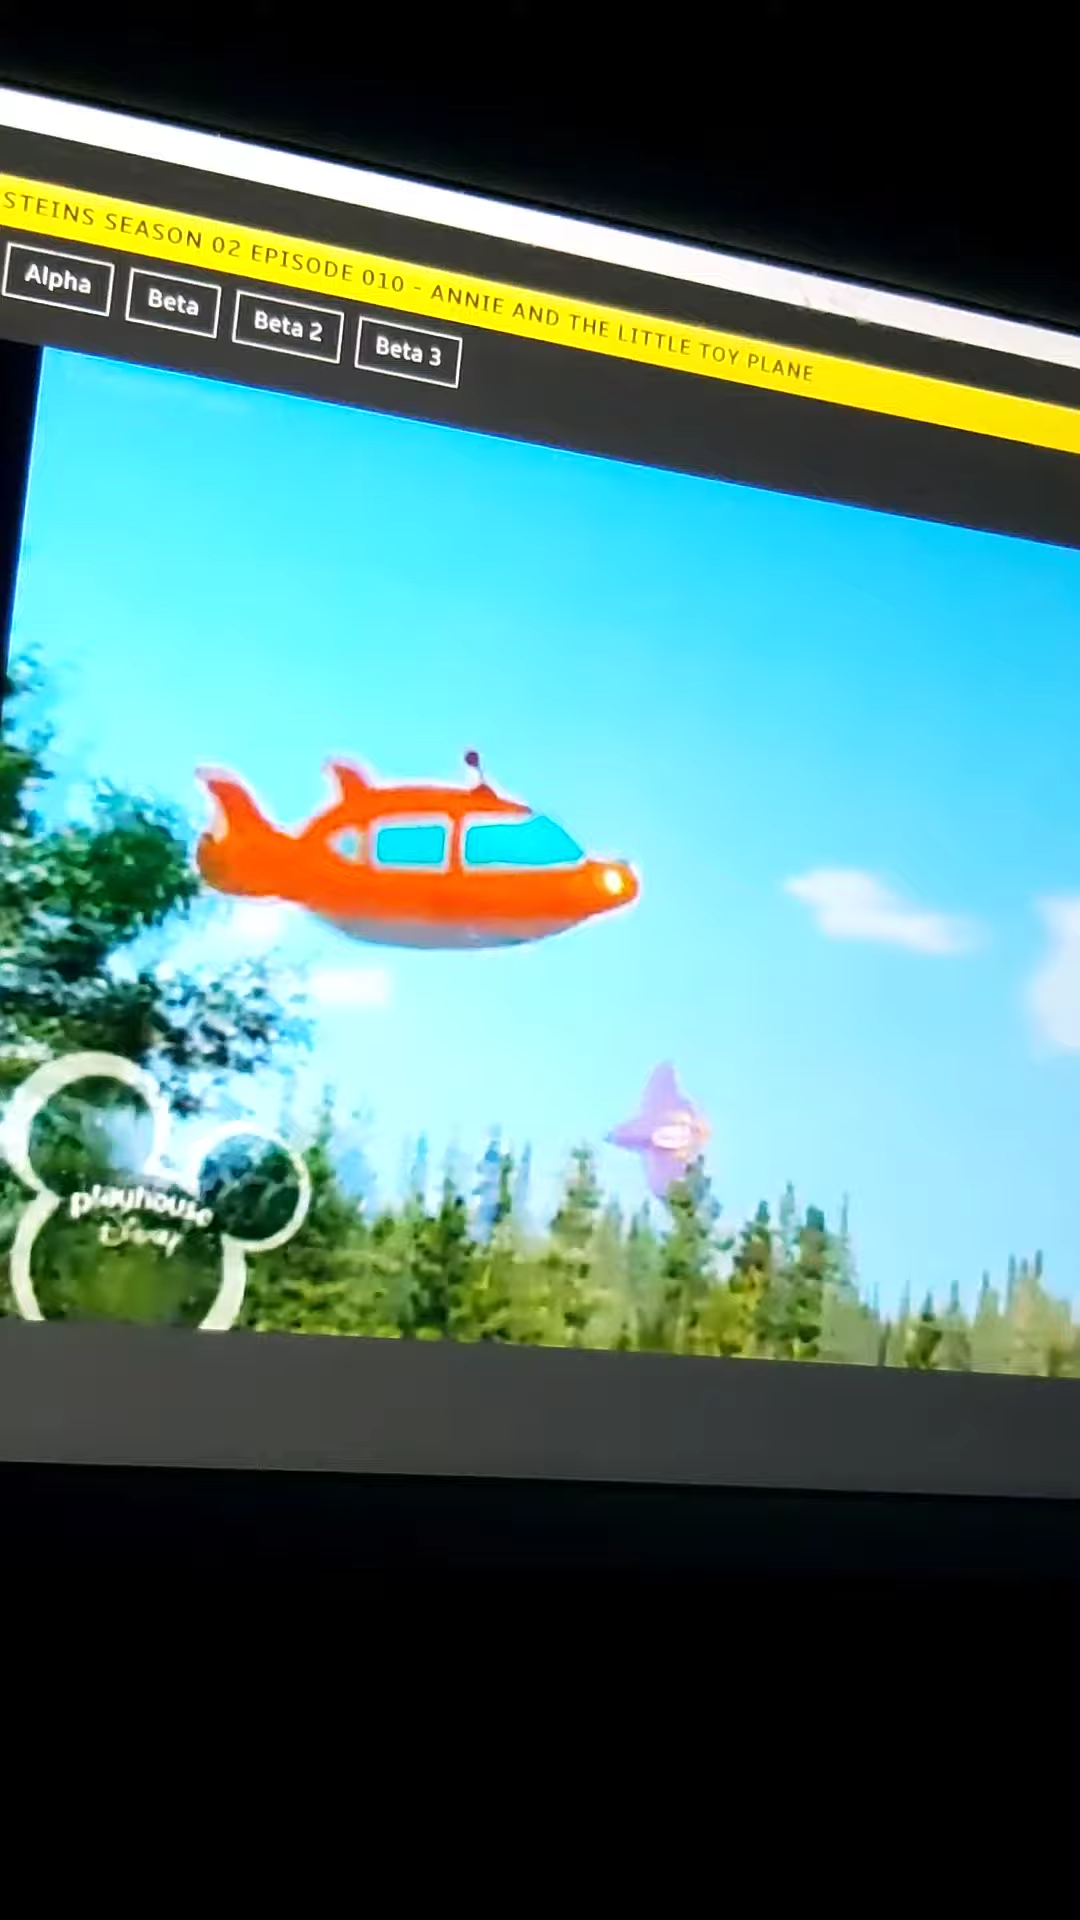 STEINS SEASON 02 EPISODE 010 - ANNIE AND THE LITTLE TOY PLANE
Alpha
Beta
Beta 2
Beta 3
playhouse
Disney